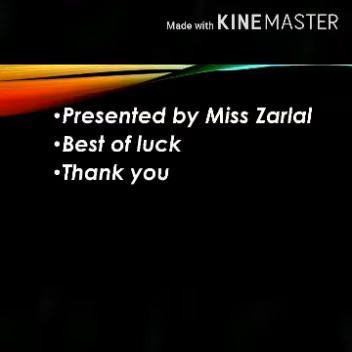 Made with KINEMASTER
•Presented by Miss Zarlal
•Best of luck
•Thank you